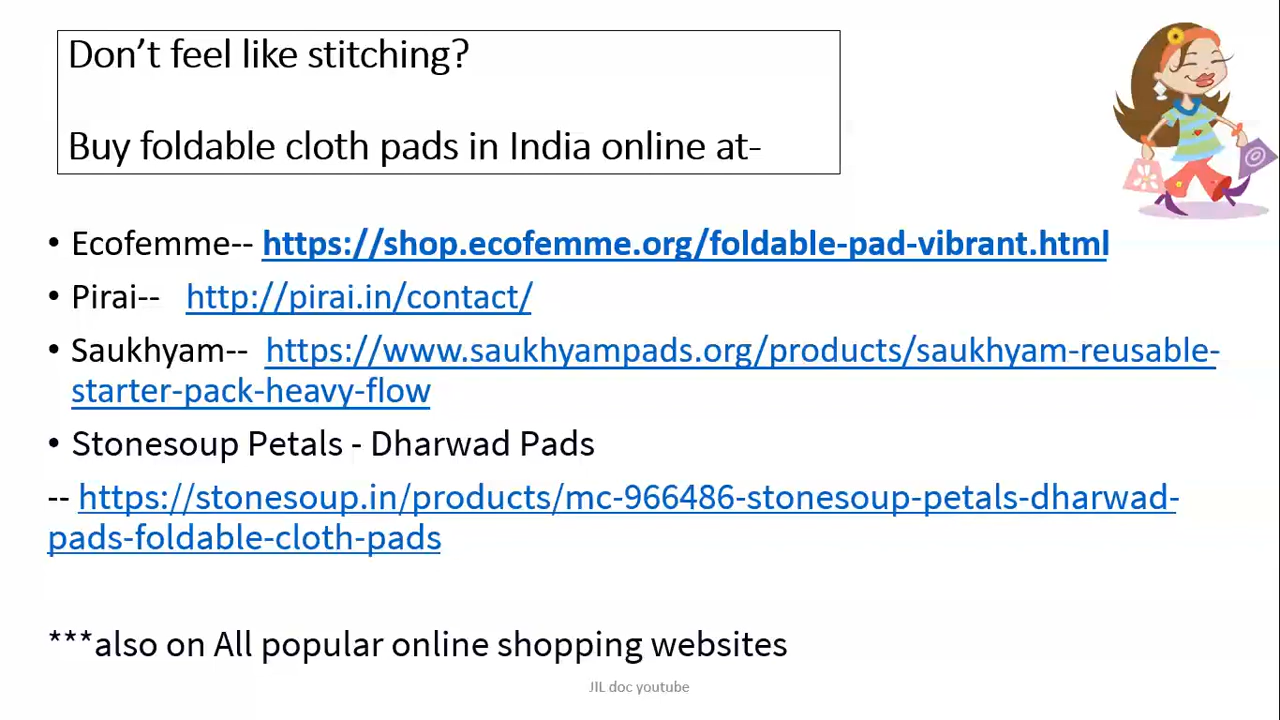 Don’t feel like stitching?
Buy foldable cloth pads in India online at-
• Ecofemme-- https://shop.ecofemme.org/foldable-pad-vibrant.html
• Pirai-- http://pirai.in/contact/
• Saukhyam-- https://www.saukhyampads.org/products/saukhyam-reusable-
starter-pack-heavy-flow
• Stonesoup Petals - Dharwad Pads
-- https://stonesoup.in/products/mc-966486-stonesoup-petals-dharwad-
pads-foldable-cloth-pads
***also on All popular online shopping websites
JIL doc youtube